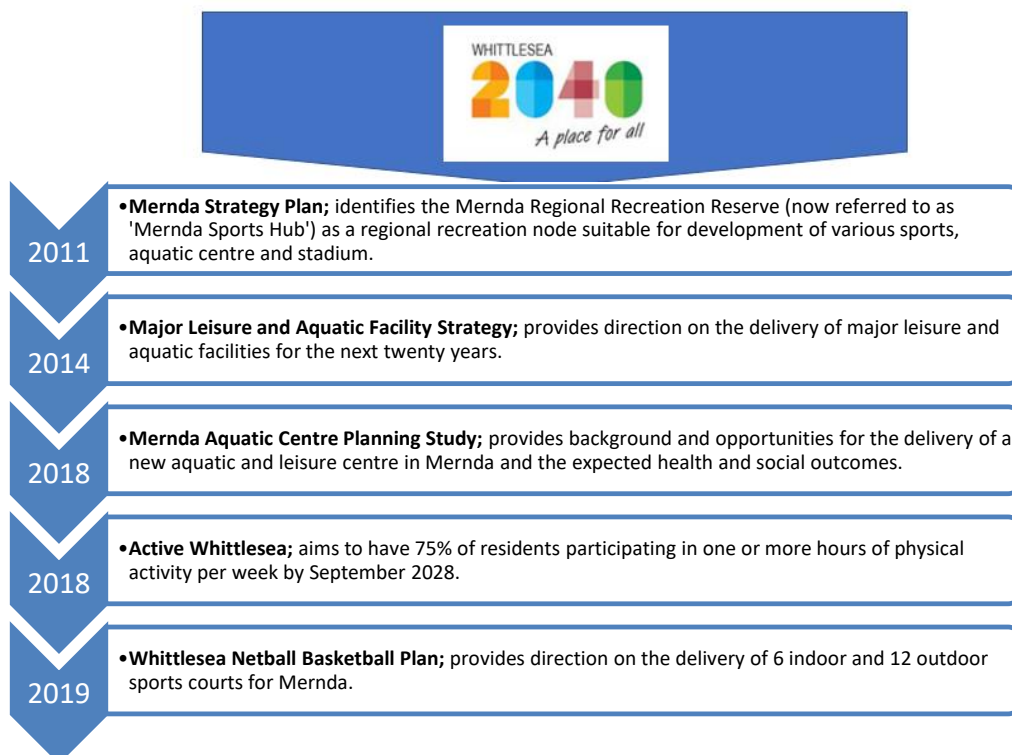 WHITTLESEA
2040
A place for all
2011
•Mernda Strategy Plan; identifies the Mernda Regional Recreation Reserve (now referred to as
'Mernda Sports Hub') as a regional recreation node suitable for development of various sports,
aquatic centre and stadium.
2014
•Major Leisure and Aquatic Facility Strategy; provides direction on the delivery of major leisure and
aquatic facilities for the next twenty years.
2018
•Mernda Aquatic Centre Planning Study; provides background and opportunities for the delivery of a
new aquatic and leisure centre in Mernda and the expected health and social outcomes.
2018
•Active Whittlesea; aims to have 75% of residents participating in one or more hours of physical
activity per week by September 2028.
2019
•Whittlesea Netball Basketball Plan; provides direction on the delivery of 6 indoor and 12 outdoor
sports courts for Mernda.